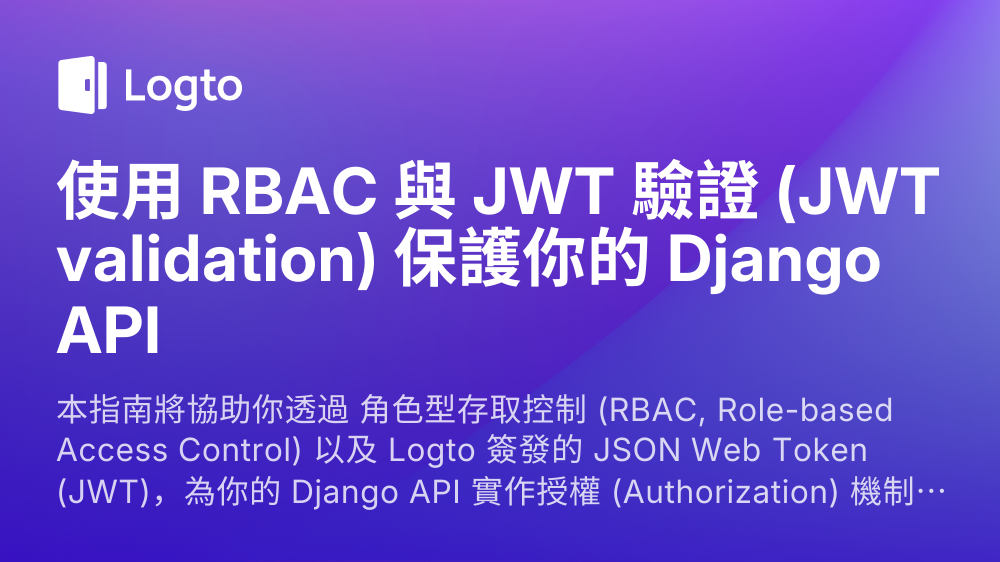 Logto
使用 RBAC 與 JWT 驗證 (JWT
validation) 保護你的 Django
API
本指南將協助你透過 角色型存取控制 (RBAC, Role-based
Access Control) 以及 Logto 簽發的 JSON Web Token
(JWT)，為你的 Django API 實作授權 (Authorization) 機制⋯